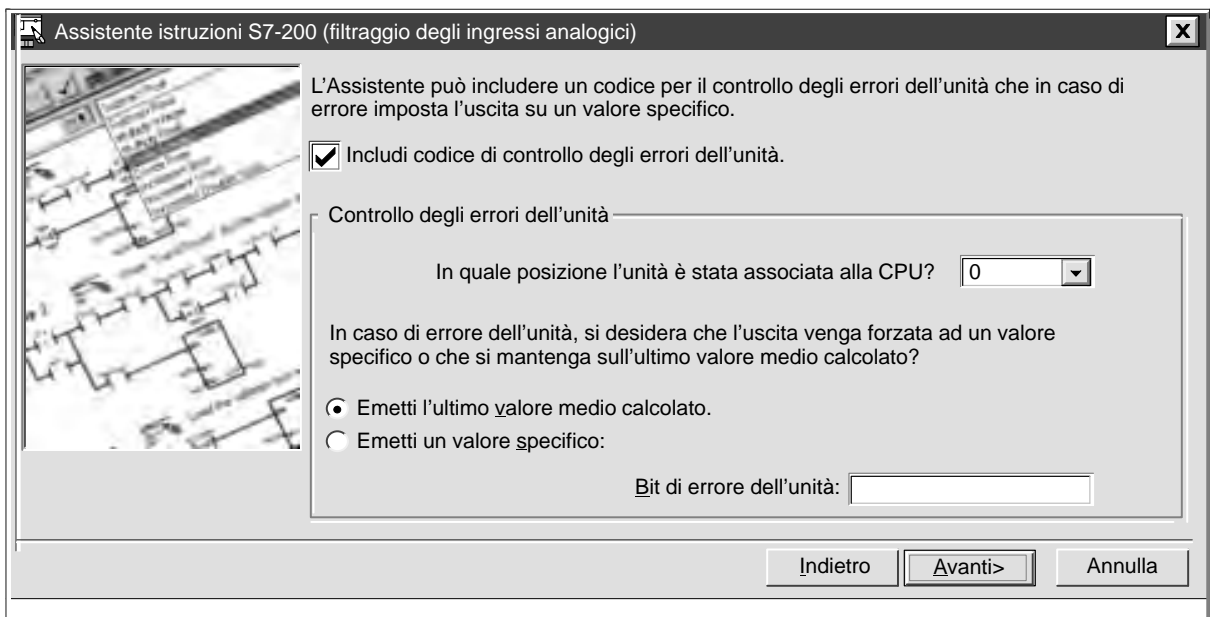 Assistente istruzioni S7-200 (filtraggio degli ingressi analogici)
L'Assistente può includere un codice per il controllo degli errori dell'unità che in caso di
errore imposta l'uscita su un valore specifico.
Includi codice di controllo degli errori dell'unità.
Controllo degli errori dell'unità
In quale posizione l'unità è stata associata alla CPU? 0
In caso di errore dell'unità, si desidera che l'uscita venga forzata ad un valore
specifico o che si mantenga sull'ultimo valore medio calcolato?
Emetti l'ultimo valore medio calcolato.
Emetti un valore specifico:
Bit di errore dell'unità:
Indietro Avanti> Annulla